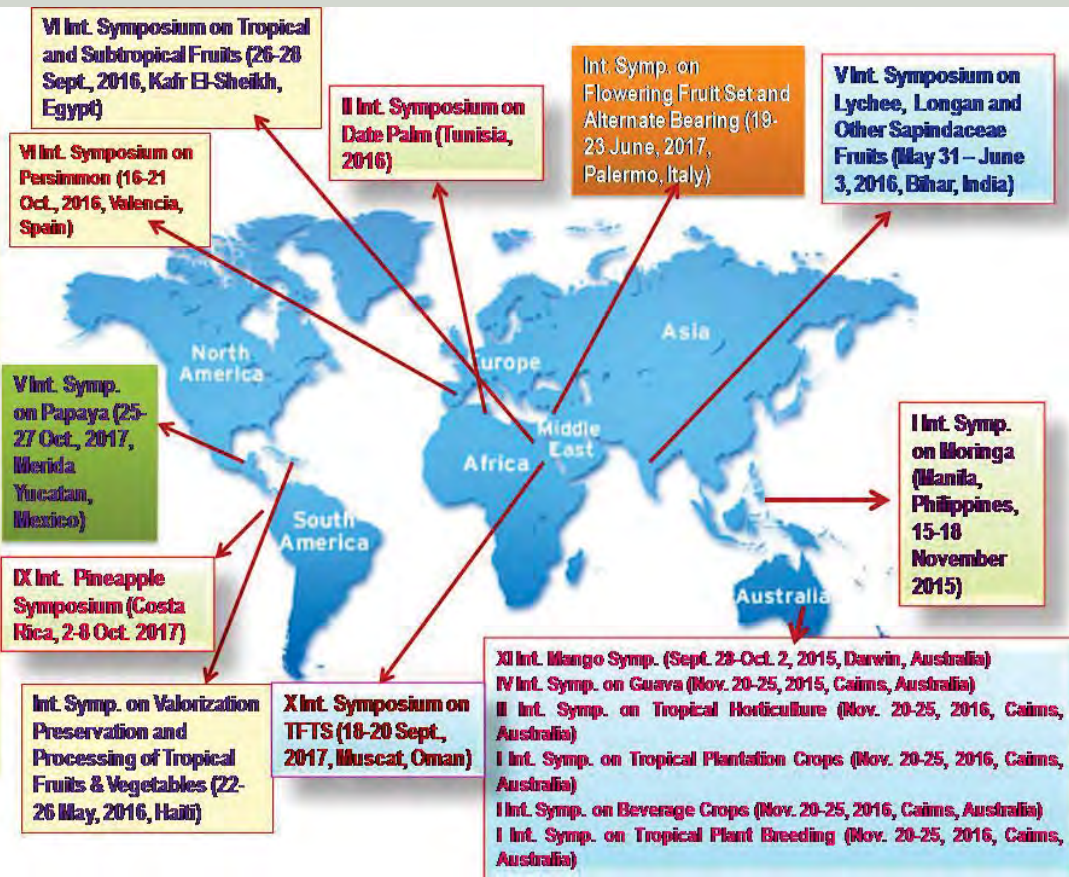 VI Int. Symposium on Tropical
and Subtropical Fruits (26-28
Sept., 2016, Kafr El-Sheikh,
Egypt)
II Int. Symposium on
Date Palm (Tunisia,
2016)
Int. Symp. on
Flowering Fruit Set and
Alternate Bearing (19-
23 June, 2017,
Palermo, Italy)
V Int. Symposium on
Lychee, Longan and
Other Sapindaceae
Fruits (May 31 – June
3, 2016, Bihar, India)
VI Int. Symposium on
Persimmon (16-21
Oct., 2016, Valencia,
Spain)
North
America
Europe
Asia
Middle
East
Africa
South
America
Australia
V Int. Symp.
on Papaya (25-
27 Oct., 2017,
Merida
Yucatan,
Mexico)
I Int. Symp.
on Moringa
(Manila,
Philippines,
15-18
November
2015)
IX Int. Pineapple
Symposium (Costa
Rica, 2-8 Oct. 2017)
Int. Symp. on Valorization
Preservation and
Processing of Tropical
Fruits & Vegetables (22-
26 May, 2016, Haiti)
X Int. Symposium on
TFTS (18-20 Sept.,
2017, Muscat, Oman)
XI Int. Mango Symp. (Sept. 28-Oct. 2, 2015, Darwin, Australia)
IV Int. Symp. on Guava (Nov. 20-25, 2015, Cairns, Australia)
II Int. Symp. on Tropical Horticulture (Nov. 20-25, 2016, Cairns,
Australia)
I Int. Symp. on Tropical Plantation Crops (Nov. 20-25, 2016, Cairns,
Australia)
I Int. Symp. on Beverage Crops (Nov. 20-25, 2016, Cairns, Australia)
I Int. Symp. on Tropical Plant Breeding (Nov. 20-25, 2016, Cairns,
Australia)